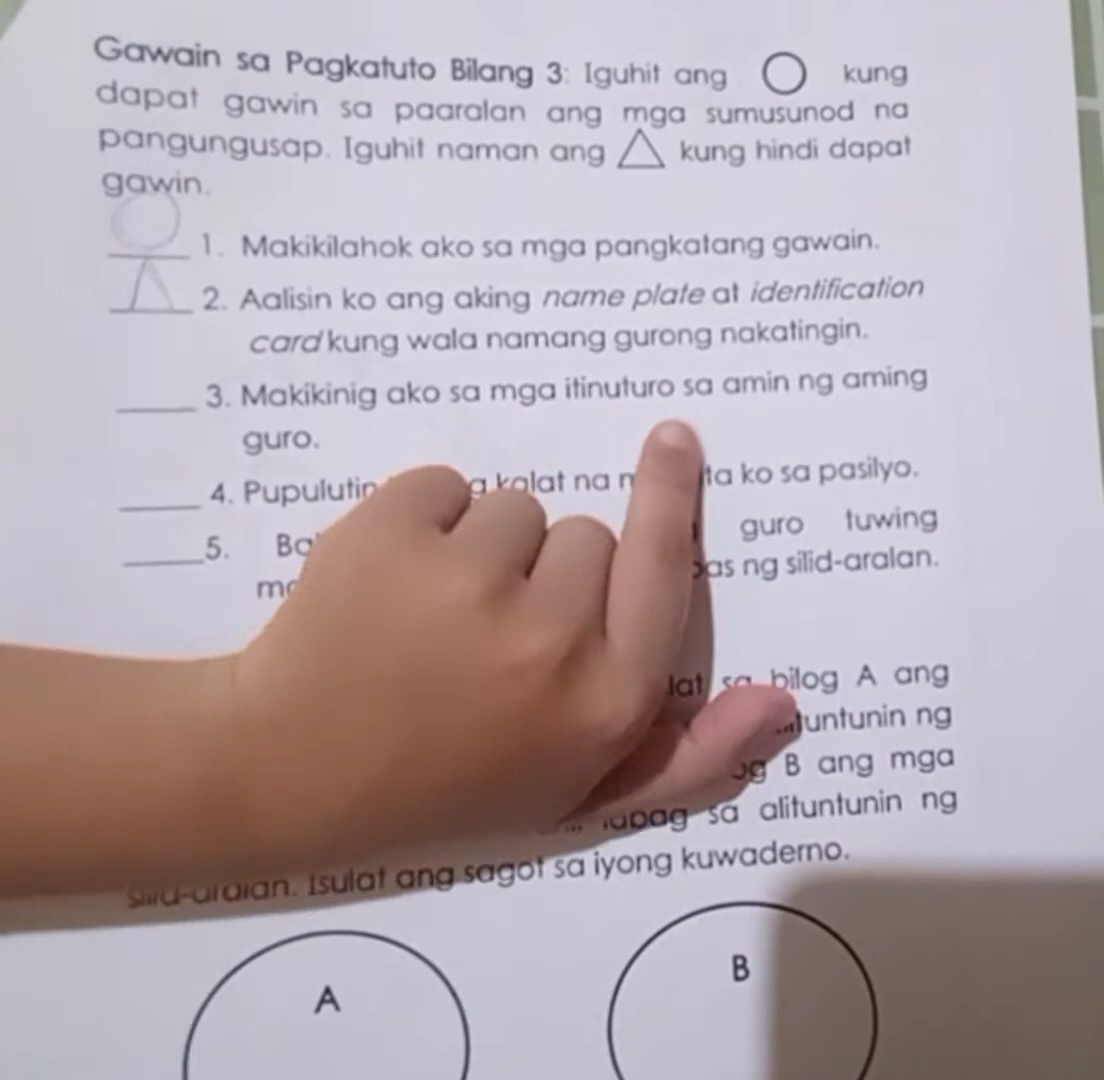 Gawain sa Pagkatuto Bilang 3: Iguhit ang kung
dapat gawin sa paaralan ang mga sumusunod na
pangungusap. Iguhit naman ang kung hindi dapat
gawin.
1. Makikilahok ako sa mga pangkatang gawain.
2. Aalisin ko ang aking name plate at identification
card kung wala namang gurong nakatingin.
3. Makikinig ako sa mga itinuturo sa amin ng aming
guro.
4. kalat na ko sa pasilyo.
5. guro tuwing
ng silid-aralan.
sa bilog A ang
ng
B ang mga
sa alituntunin ng
Isulat ang sagot sa iyong kuwaderno.
A
B